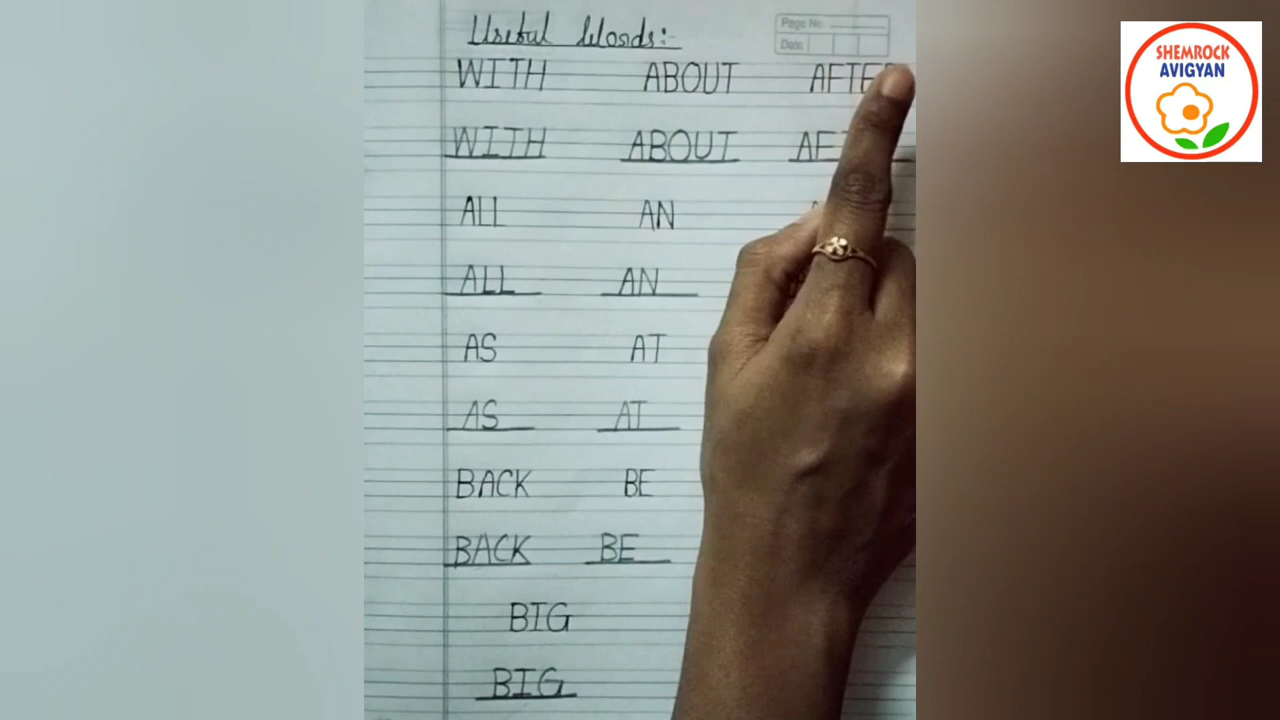 Useful Words:-
Page No.
Date:
WITH ABOUT AFTER
WITH ABOUT
ALL AN
ALL AN
AS AT
AS AT
BACK BE
BACK BE
BIG
BIG
SHEMROCK
AVIGYAN